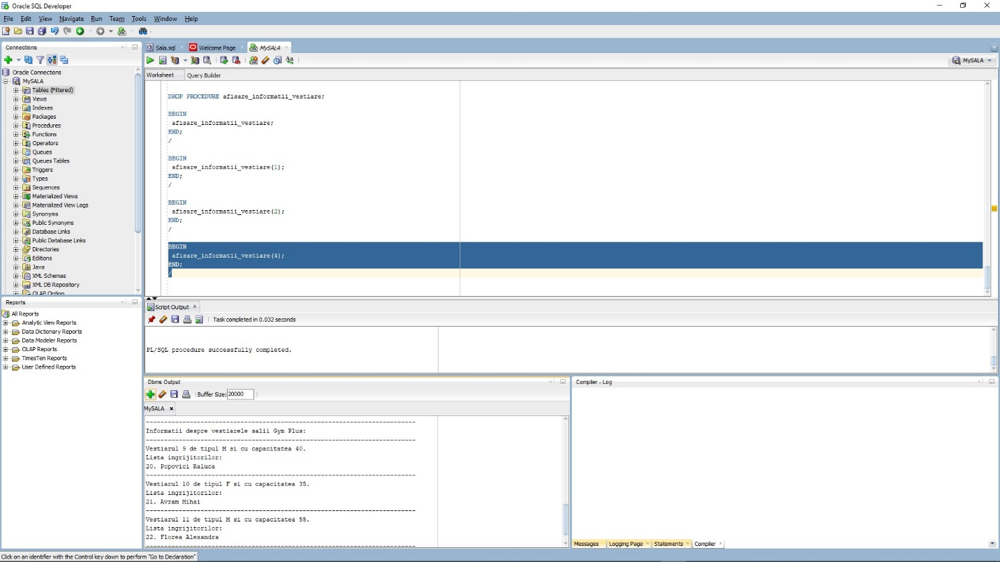 Oracle SQL Developer
File Edit View Navigate Run Team Tools Window Help
Connections
Oracle Connections
MySALA
Tables (Filtered)
Views
Indexes
Packages
Procedures
Functions
Operators
Queues
Queues Tables
Triggers
Types
Sequences
Materialized Views
Materialized View Logs
Synonyms
Public Synonyms
Database Links
Public Database Links
Directories
Editions
Java
XML Schemas
XML DB Repository
OLAP Option
Reports
All Reports
Analytic View Reports
Data Dictionary Reports
Data Modeler Reports
OLAP Reports
TimesTen Reports
User Defined Reports
Sala.sql Welcome Page MySALA
MySALA
Worksheet Query Builder
DROP PROCEDURE afisare_informatii_vestiare;
BEGIN
afisare_informatii_vestiare;
END;
/
BEGIN
afisare_informatii_vestiare(1);
END;
/
BEGIN
afisare_informatii_vestiare(2);
END;
/
BEGIN
afisare_informatii_vestiare(4);
END;
/
Script Output
Task completed in 0.032 seconds
PL/SQL procedure successfully completed.
Dbms Output
Buffer Size: 20000
MySALA
--------------------------------------------------------------------------
Informatii despre vestiarele salii Gym Plus:
--------------------------------------------------------------------------
Vestiarul 9 de tipul M si cu capacitatea 40.
Lista ingrijitorilor:
20. Popovici Raluca
--------------------------------------------------------------------------
Vestiarul 10 de tipul F si cu capacitatea 35.
Lista ingrijitorilor:
21. Avram Mihai
--------------------------------------------------------------------------
Vestiarul 11 de tipul M si cu capacitatea 55.
Lista ingrijitorilor:
22. Florea Alexandra
--------------------------------------------------------------------------
Compiler - Log
Messages Logging Page Statements Compiler
Click on an identifier with the Control key down to perform "Go to Declaration"